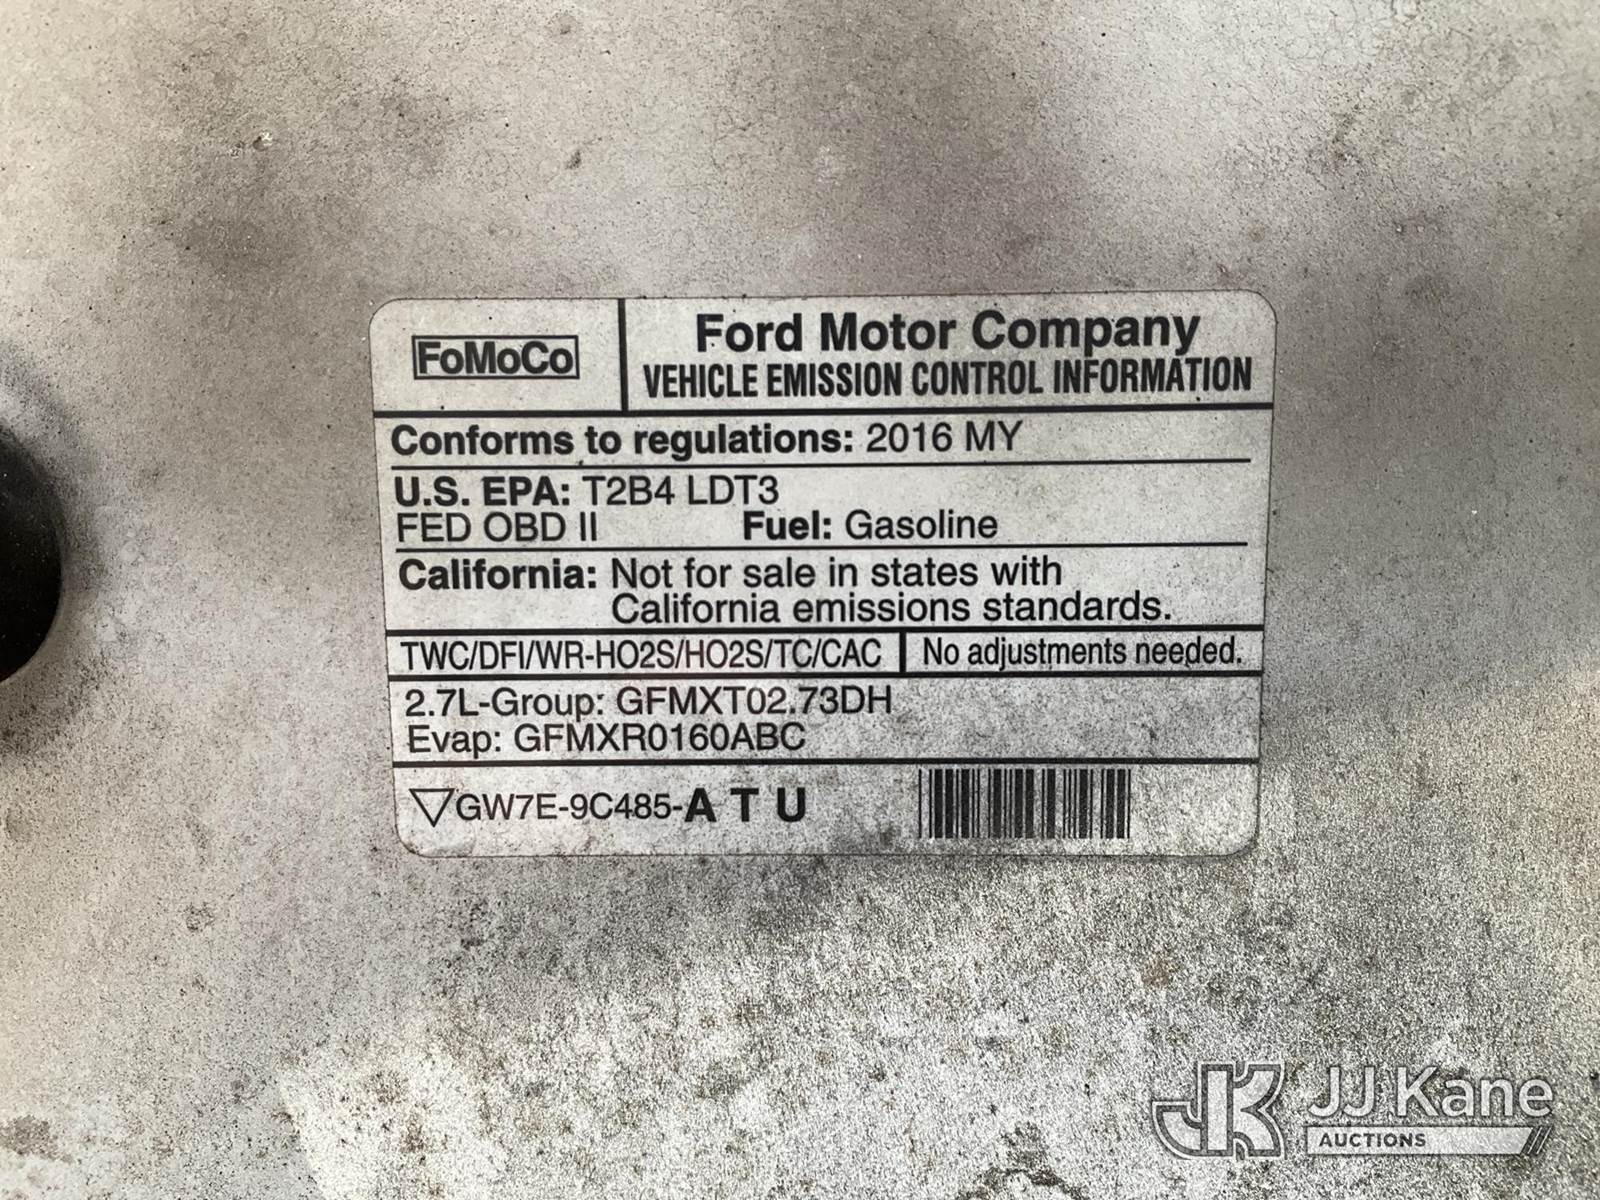 FoMoCo
Ford Motor Company
VEHICLE EMISSION CONTROL INFORMATION
Conforms to regulations: 2016 MY
U.S. EPA: T2B4 LDT3
FED OBD II Fuel: Gasoline
California: Not for sale in states with
California emissions standards.
TWC/DFI/WR-HO2S/HO2S/TC/CAC No adjustments needed.
2.7L-Group: GFMXT02.73DH
Evap: GFMXR0160ABC
GW7E-9C485-A T U
JK JJ Kane
AUCTIONS